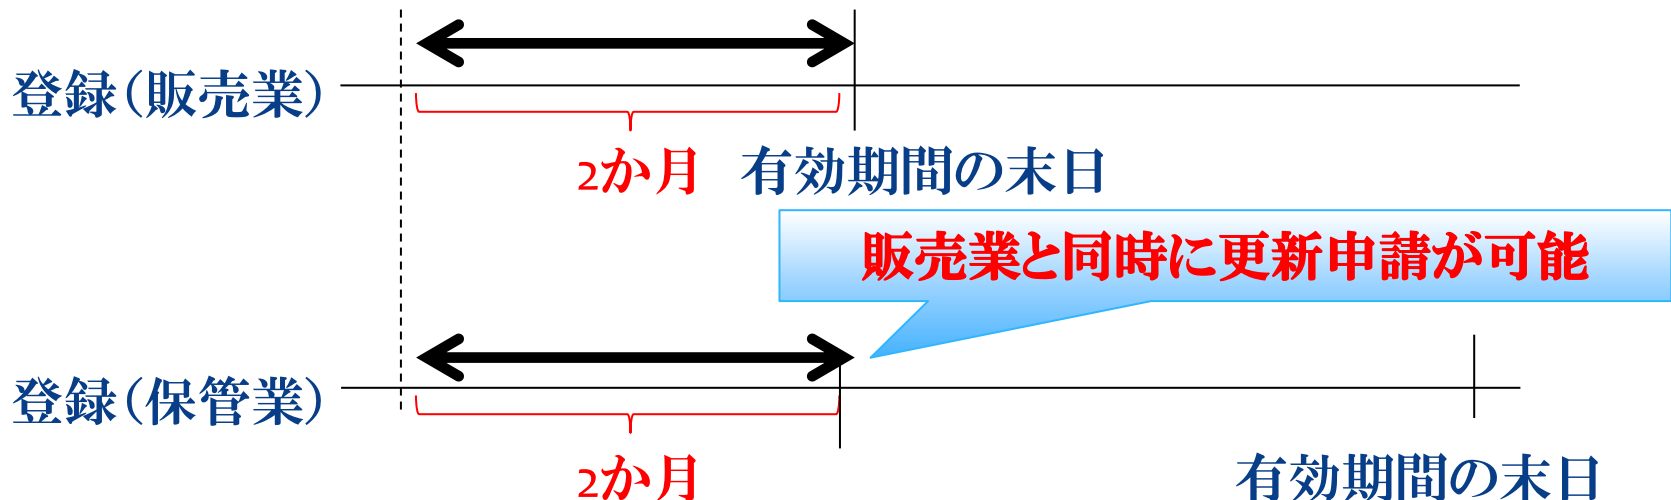 登録（販売業）
2か月 有効期間の末日
販売業と同時に更新申請が可能
登録（保管業）
2か月 有効期間の末日